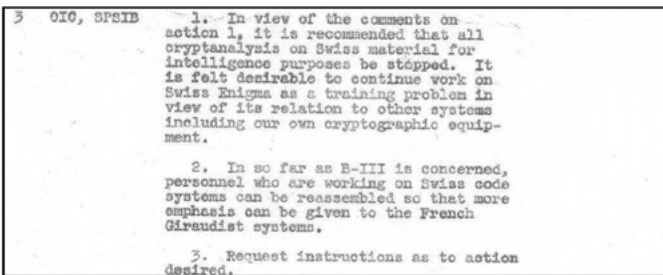 3 OIC, SPSIB 1. In view of the comments on
action 1, it is recommended that all
cryptanalysis on Swiss material for
intelligence purposes be stopped. It
is felt desirable to continue work on
Swiss Enigma as a training problem in
view of its relation to other systems
including our own cryptographic equip-
ment.
2. In so far as B-III is concerned,
personnel who are working on Swiss code
systems can be reassembled so that more
emphasis can be given to the French
Giraudist systems.
3. Request instructions as to action
desired.